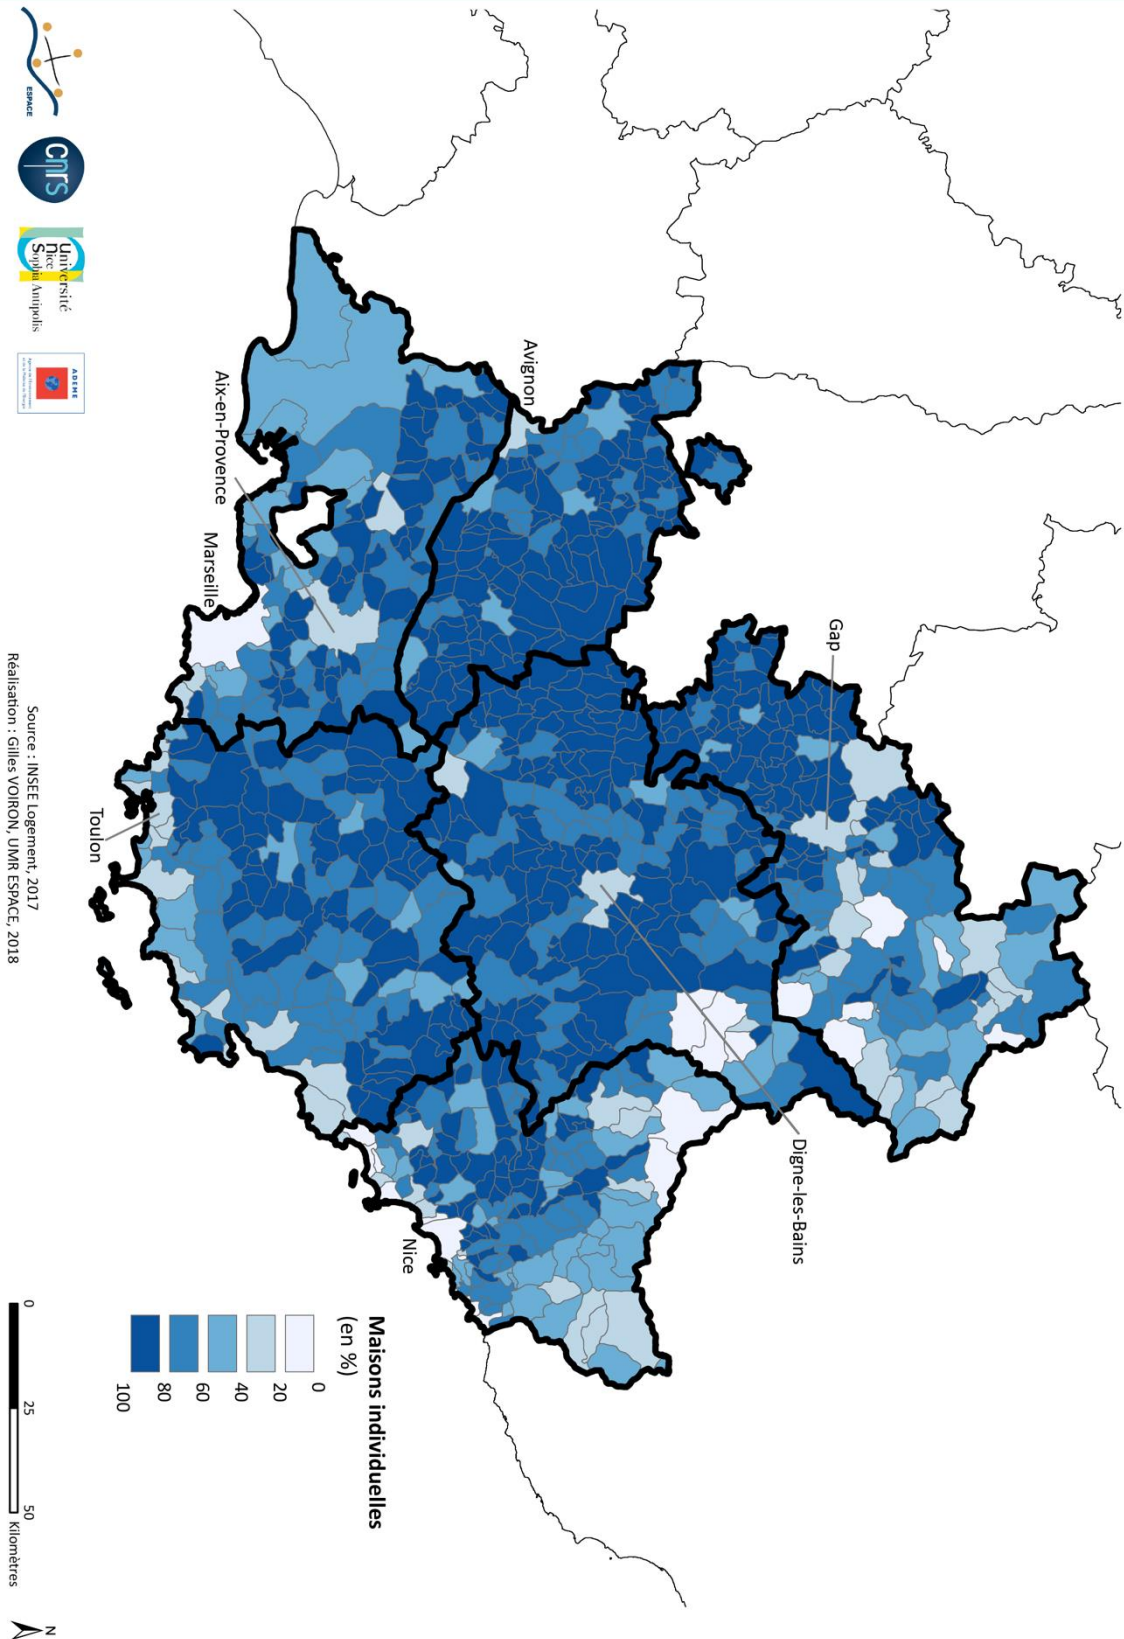 Gap
Avignon
Digne-les-Bains
Aix-en-Provence
Marseille
Nice
Toulon
Maisons individuelles
(en %)
0
20
40
60
80
100
0
25
50
Kilomètres
N
ESPACE
cnrs
Université
Nice
Sophia Antipolis
ADEME
Source : INSEE Logement, 2017
Réalisation : Gilles VOIRON, UMR ESPACE, 2018